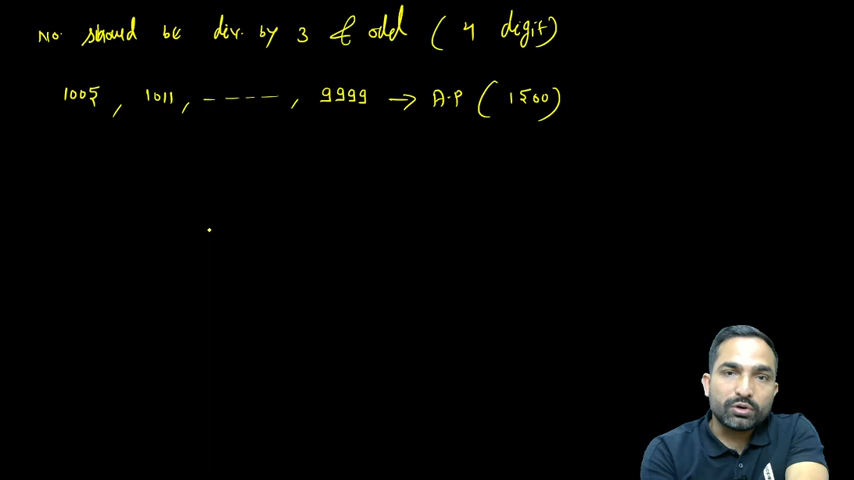 No. should be div. by 3 & odd ( 4 digit)
1005, 1011, ----, 9999 → A.P ( 1500)